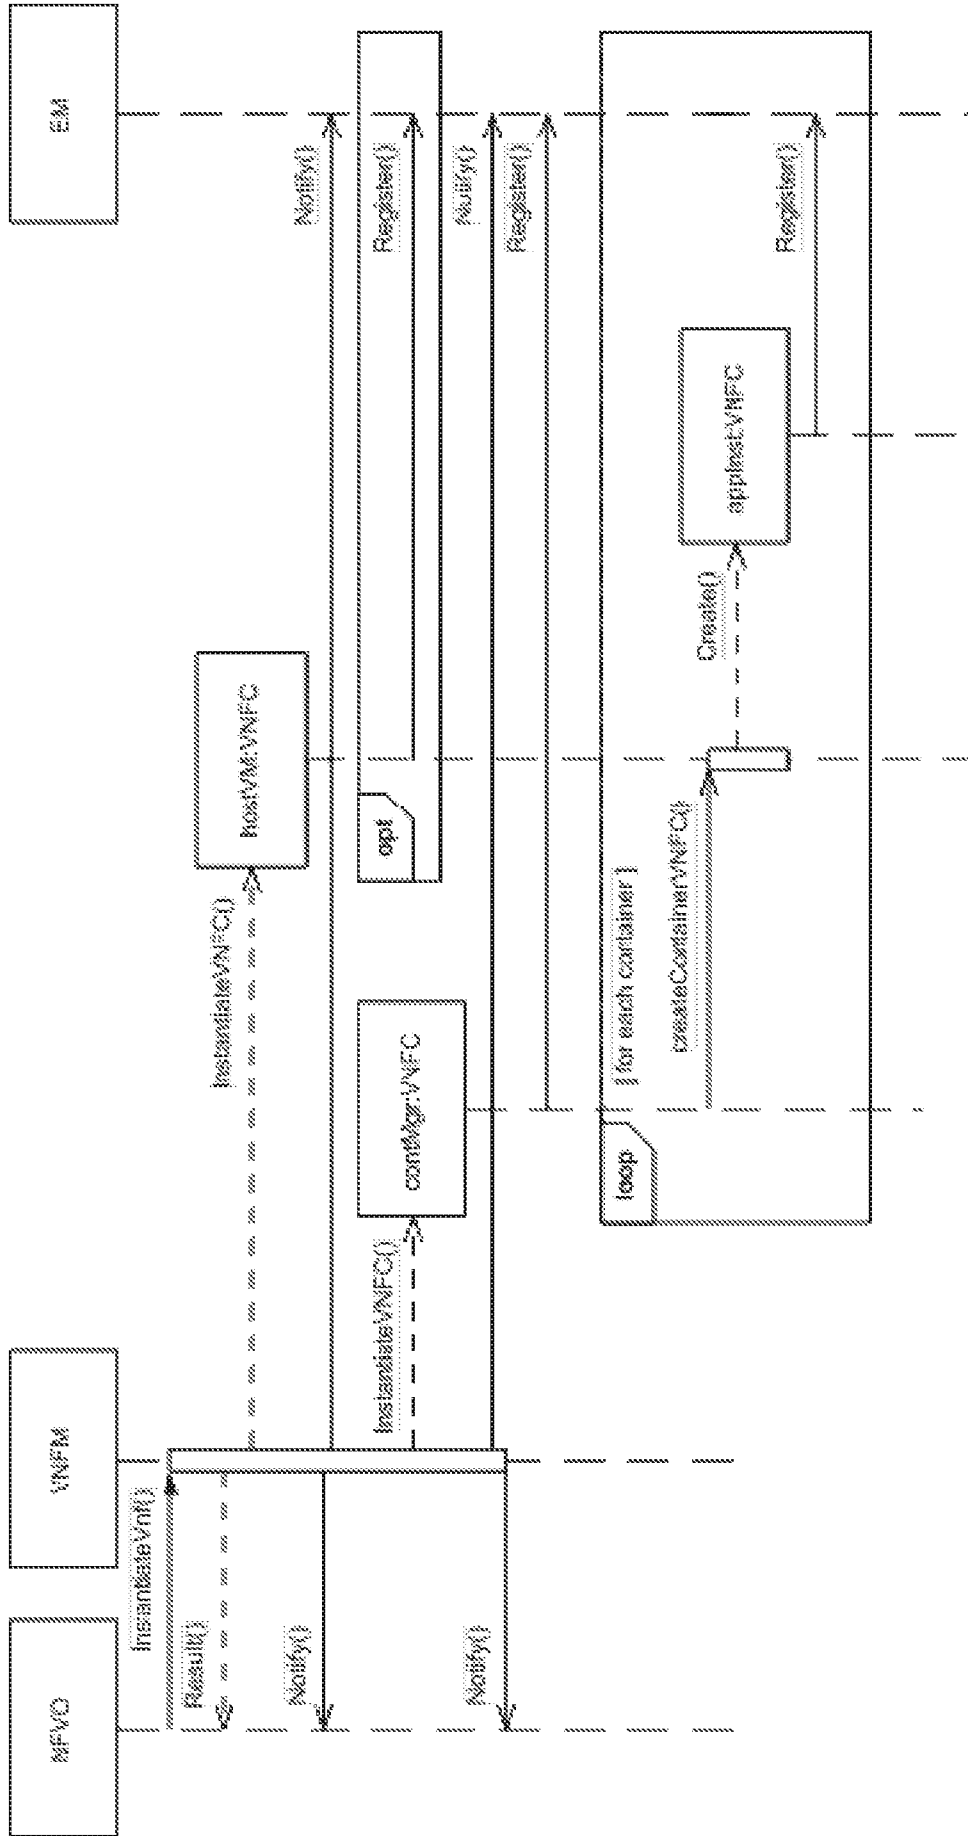 NFVO
VNFM
EM
InstantiateVnf()
Result()
InstantiateVNFC()
hostVM:VNFC
Notify()
Notify()
opt
Register()
InstantiateVNFC()
contMgr:VNFC
Notify()
Notify()
Register()
loop
[ for each container ]
createContainerVNFC()
Create()
appInst:VNFC
Register()